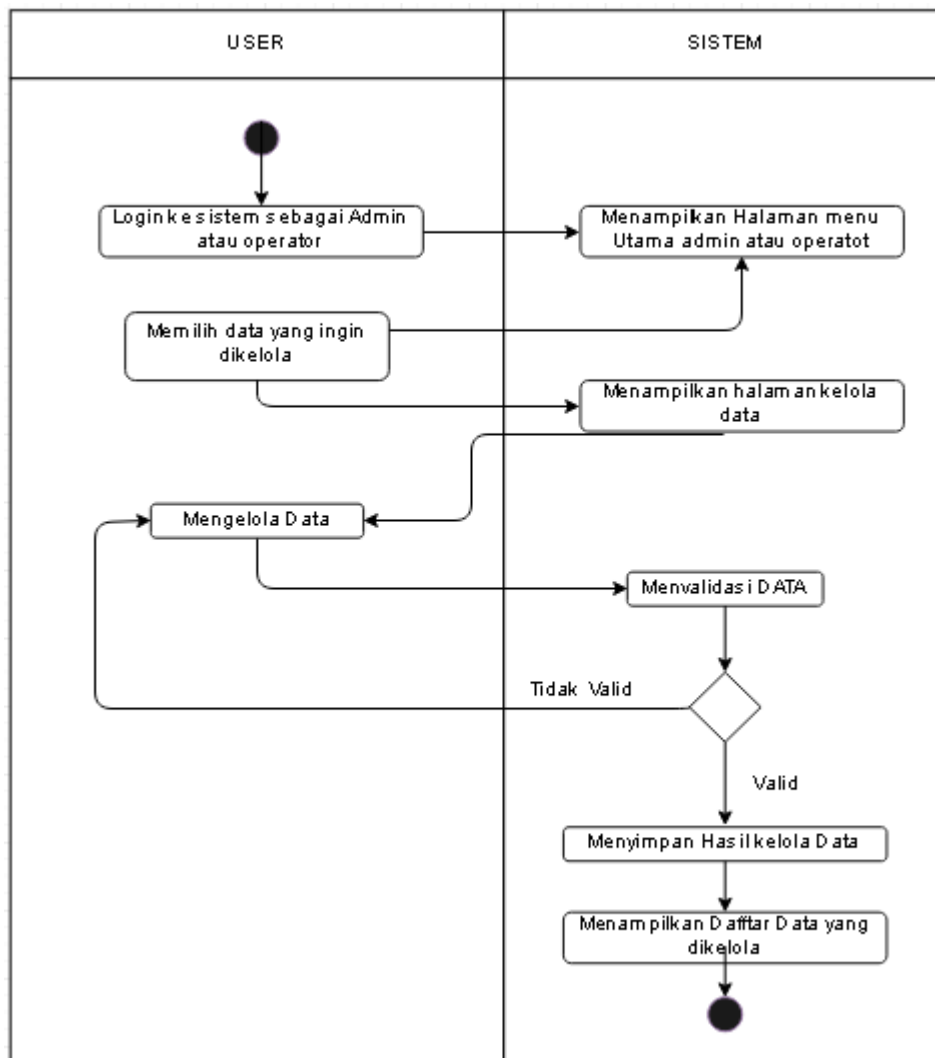 USER
SISTEM
Login ke sistem sebagai Admin
atau operator
Menampilkan Halaman menu
Utama admin atau operatot
Memilih data yang ingin
dikelola
Menampilkan halaman kelola
data
Mengelola Data
Menvalidasi DATA
Tidak Valid
Valid
Menyimpan Hasil kelola Data
Menampilkan Dafftar Data yang
dikelola